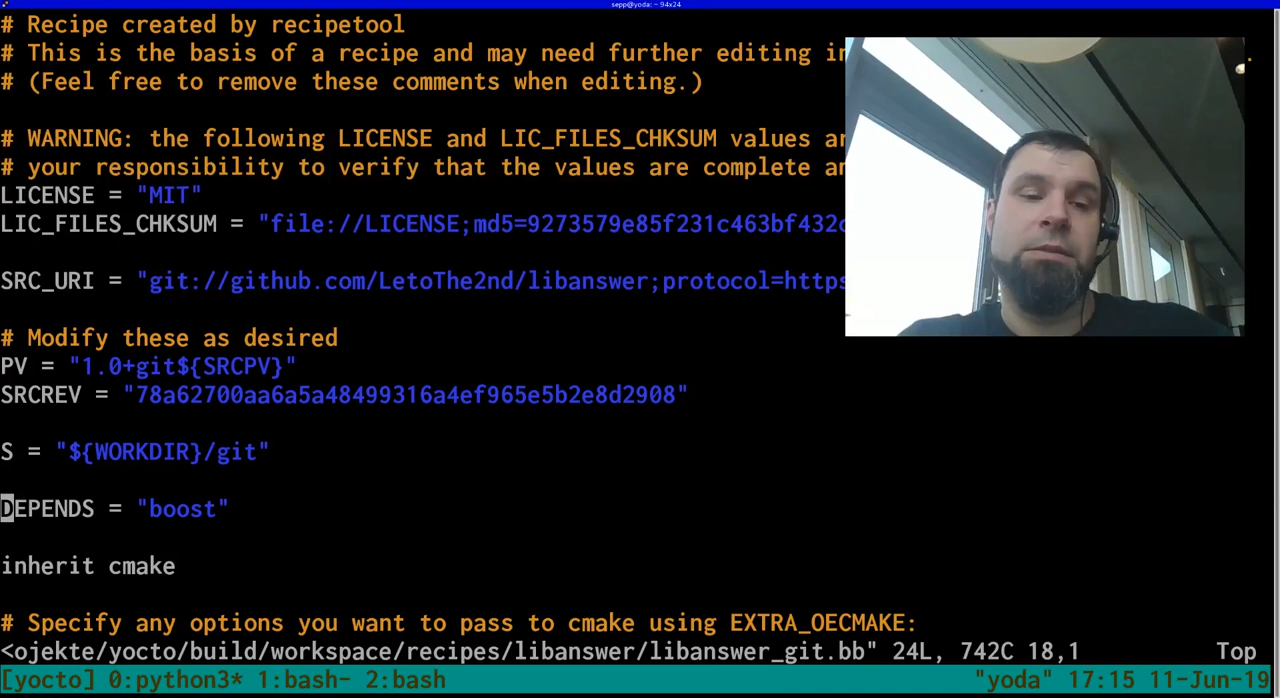 sepp@yoda: ~ 94x24
# Recipe created by recipetool
# This is the basis of a recipe and may need further editing in
# (Feel free to remove these comments when editing.)
# WARNING: the following LICENSE and LIC_FILES_CHKSUM values
# your responsibility to verify that the values are complete
LICENSE = "MIT"
LIC_FILES_CHKSUM = "file://LICENSE;md5=9273579e85f231c463bf432
SRC_URI = "git://github.com/LetoThe2nd/libanswer;protocol=https
# Modify these as desired
PV = "1.0+git${SRCPV}"
SRCREV = "78a62700aa6a5a48499316a4ef965e5b2e8d2908"
S = "${WORKDIR}/git"
DEPENDS = "boost"
inherit cmake
# Specify any options you want to pass to cmake using EXTRA_OECMAKE:
<ojekte/yocto/build/workspace/recipes/libanswer/libanswer_git.bb" 24L, 742C 18,1 Top
[yocto] 0:python3* 1:bash- 2:bash "yoda" 17:15 11-Jun-19